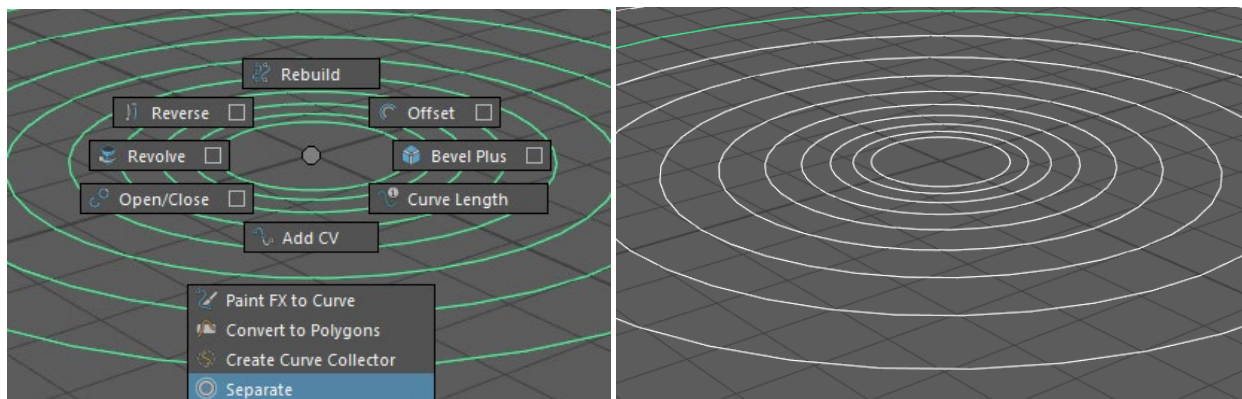 Rebuild
Reverse
Offset
Revolve
Bevel Plus
Open/Close
Curve Length
Add CV
Paint FX to Curve
Convert to Polygons
Create Curve Collector
Separate